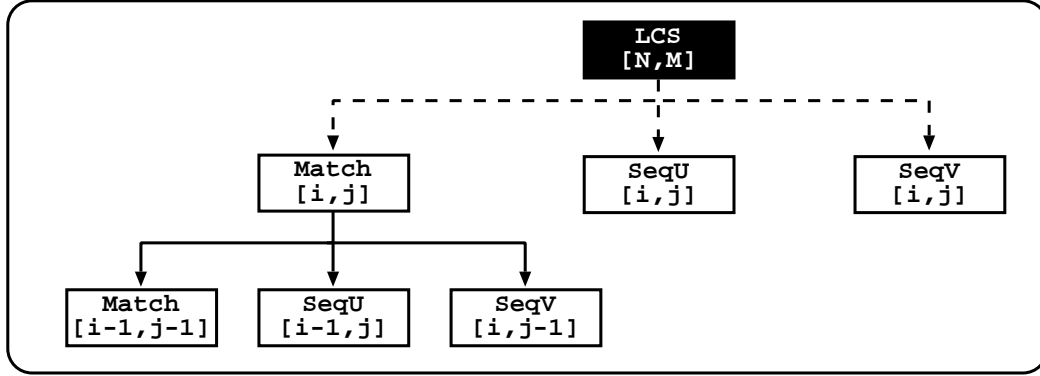 LCS
[N,M]
Match
[i,j]
SeqU
[i,j]
SeqV
[i,j]
Match
[i-1,j-1]
SeqU
[i-1,j]
SeqV
[i,j-1]